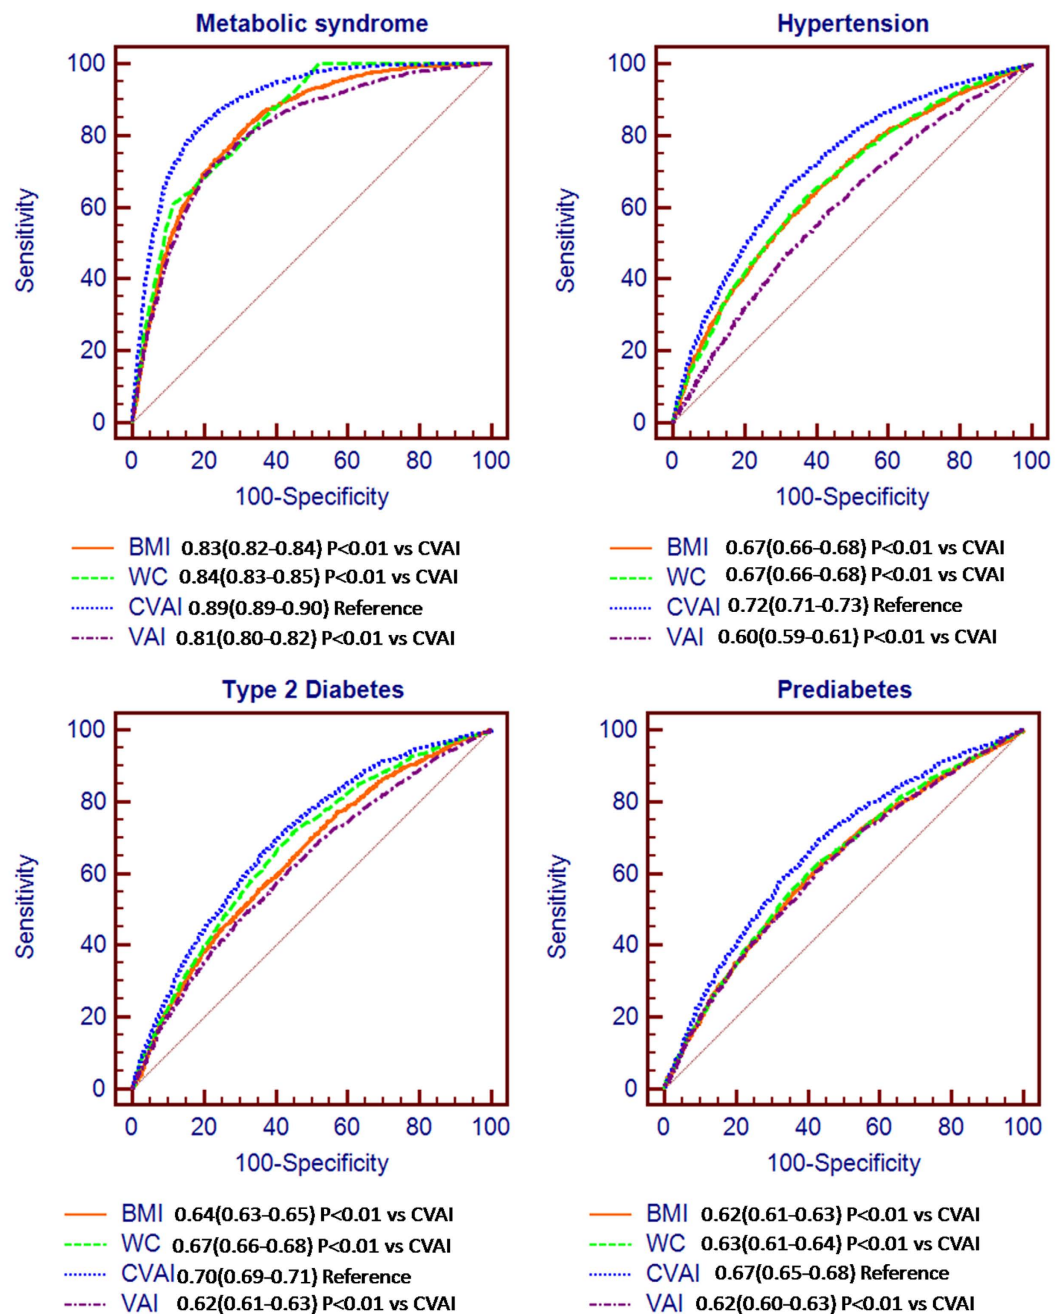 Metabolic syndrome
Sensitivity
100
80
60
40
20
0
0 20 40 60 80 100
100-Specificity
BMI 0.83(0.82-0.84) P<0.01 vs CVAI
WC 0.84(0.83-0.85) P<0.01 vs CVAI
CVAI 0.89(0.89-0.90) Reference
VAI 0.81(0.80-0.82) P<0.01 vs CVAI
Hypertension
Sensitivity
100
80
60
40
20
0
0 20 40 60 80 100
100-Specificity
BMI 0.67(0.66-0.68) P<0.01 vs CVAI
WC 0.67(0.66-0.68) P<0.01 vs CVAI
CVAI 0.72(0.71-0.73) Reference
VAI 0.60(0.59-0.61) P<0.01 vs CVAI
Type 2 Diabetes
Sensitivity
100
80
60
40
20
0
0 20 40 60 80 100
100-Specificity
BMI 0.64(0.63-0.65) P<0.01 vs CVAI
WC 0.67(0.66-0.68) P<0.01 vs CVAI
CVAI 0.70(0.69-0.71) Reference
VAI 0.62(0.61-0.63) P<0.01 vs CVAI
Prediabetes
Sensitivity
100
80
60
40
20
0
0 20 40 60 80 100
100-Specificity
BMI 0.62(0.61-0.63) P<0.01 vs CVAI
WC 0.63(0.61-0.64) P<0.01 vs CVAI
CVAI 0.67(0.65-0.68) Reference
VAI 0.62(0.60-0.63) P<0.01 vs CVAI